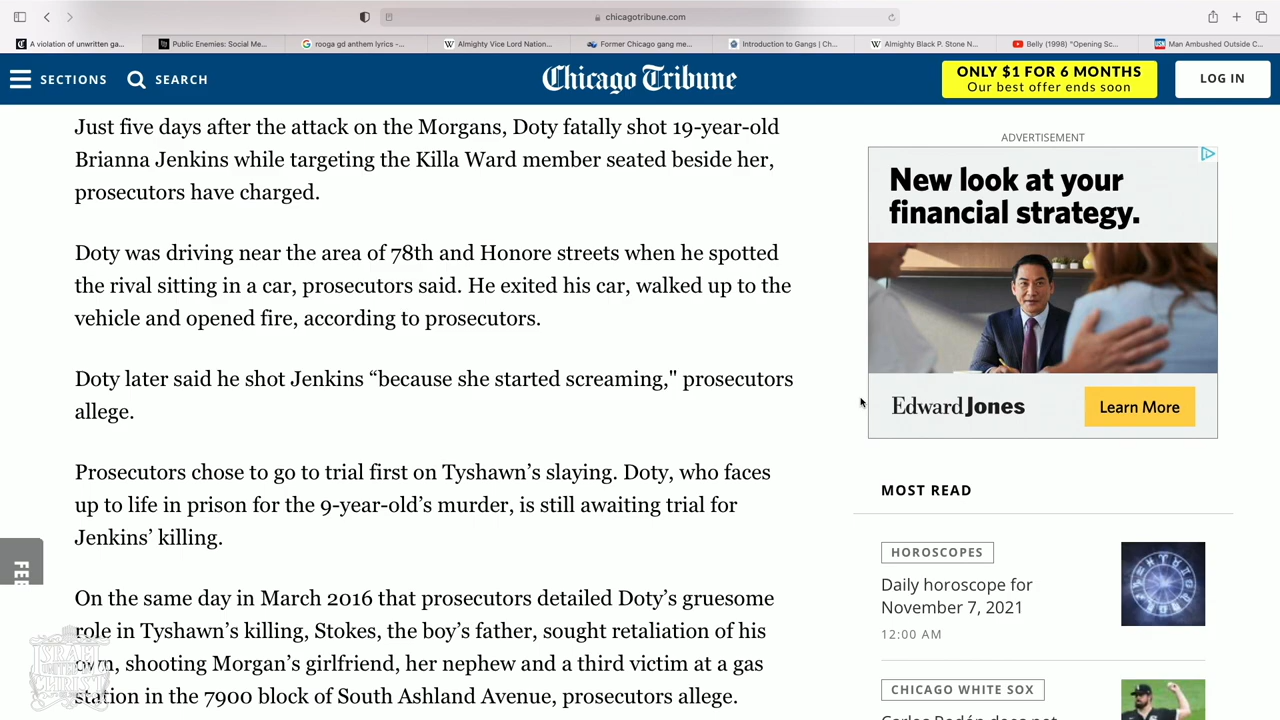 chicagotribune.com
A violation of unwritten ga...
Public Enemies: Social Me...
rooga gd anthem lyrics -...
Almighty Vice Lord Nation...
Former Chicago gang me...
Introduction to Gangs | Ch...
Almighty Black P. Stone N...
Belly (1998) "Opening Sc...
Man Ambushed Outside C...
SECTIONS
SEARCH
Chicago Tribune
ONLY $1 FOR 6 MONTHS
Our best offer ends soon
LOG IN
Just five days after the attack on the Morgans, Doty fatally shot 19-year-old
Brianna Jenkins while targeting the Killa Ward member seated beside her,
prosecutors have charged.
Doty was driving near the area of 78th and Honore streets when he spotted
the rival sitting in a car, prosecutors said. He exited his car, walked up to the
vehicle and opened fire, according to prosecutors.
Doty later said he shot Jenkins “because she started screaming," prosecutors
allege.
Prosecutors chose to go to trial first on Tyshawn’s slaying. Doty, who faces
up to life in prison for the 9-year-old’s murder, is still awaiting trial for
Jenkins’ killing.
On the same day in March 2016 that prosecutors detailed Doty’s gruesome
role in Tyshawn’s killing, Stokes, the boy’s father, sought retaliation of his
own, shooting Morgan’s girlfriend, her nephew and a third victim at a gas
station in the 7900 block of South Ashland Avenue, prosecutors allege.
ADVERTISEMENT
New look at your
financial strategy.
Edward Jones
Learn More
MOST READ
HOROSCOPES
Daily horoscope for
November 7, 2021
12:00 AM
CHICAGO WHITE SOX
ISRAEL
UNITED IN
CHRIST